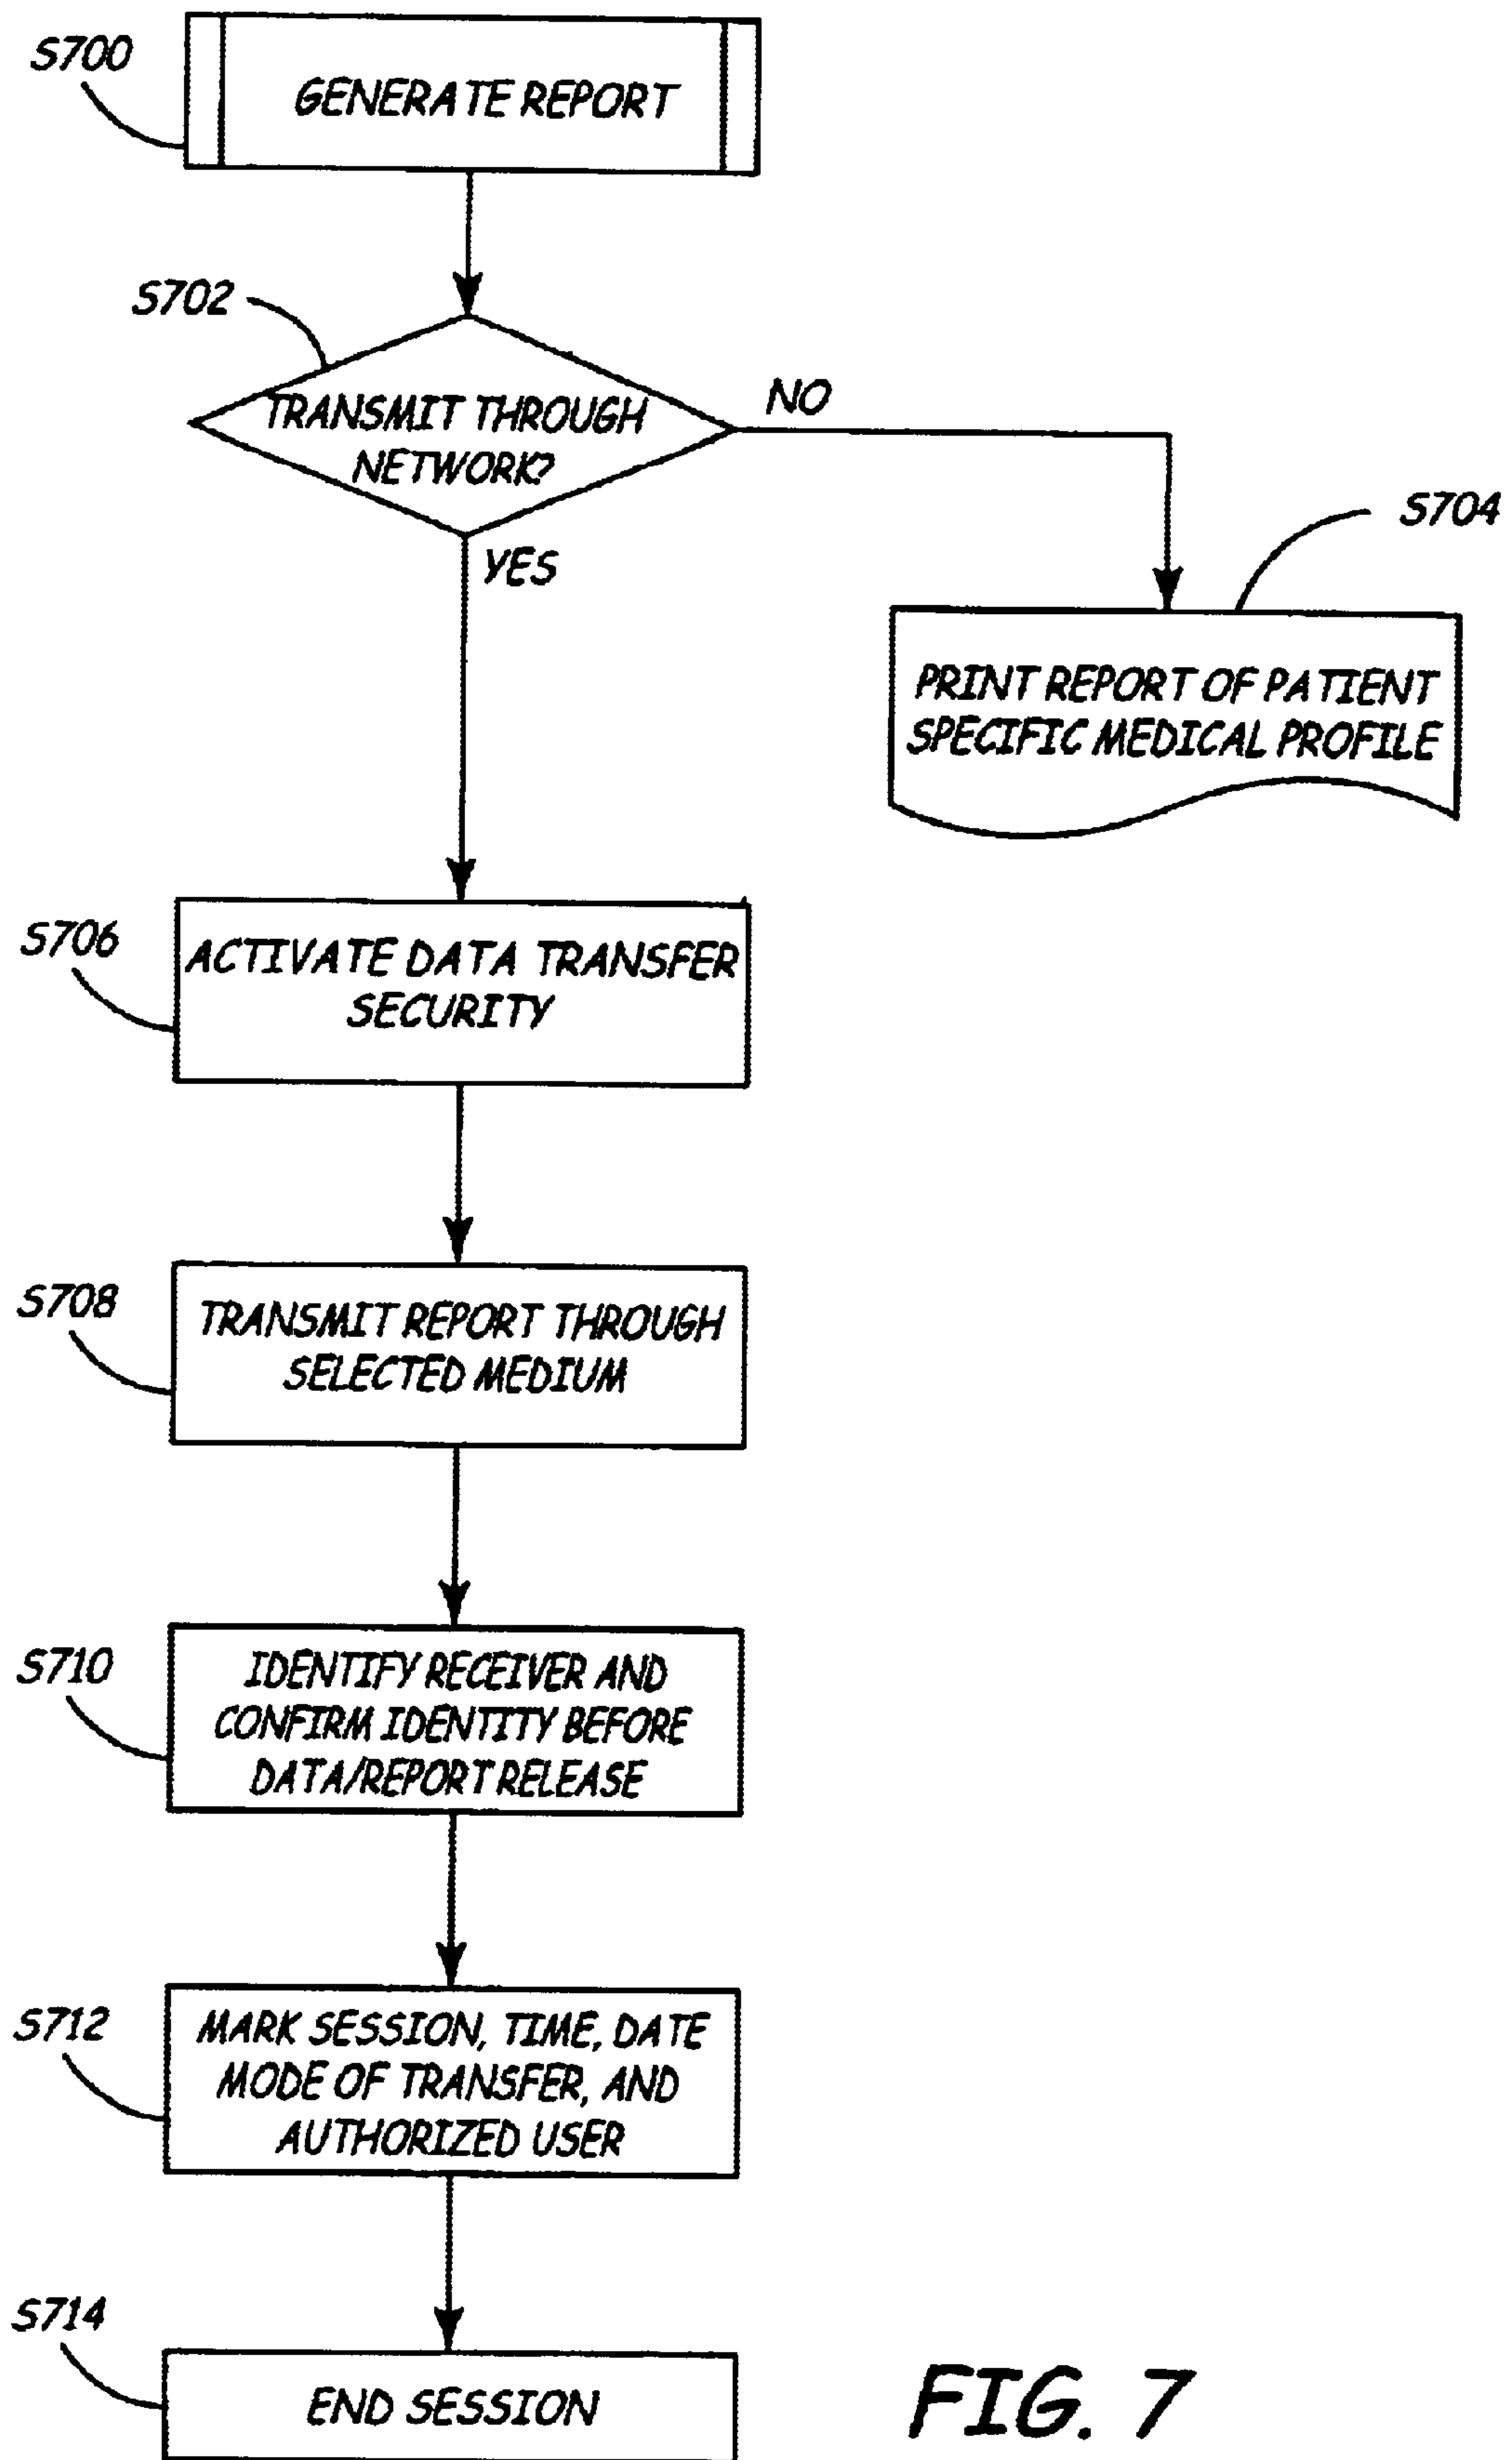 S700
GENERATE REPORT
S702
TRANSMIT THROUGH
NETWORK?
NO
YES
S704
PRINT REPORT OF PATIENT
SPECIFIC MEDICAL PROFILE
S706
ACTIVATE DATA TRANSFER
SECURITY
S708
TRANSMIT REPORT THROUGH
SELECTED MEDIUM
S710
IDENTIFY RECEIVER AND
CONFIRM IDENTITY BEFORE
DATA/REPORT RELEASE
S712
MARK SESSION, TIME, DATE
MODE OF TRANSFER, AND
AUTHORIZED USER
S714
END SESSION
FIG. 7